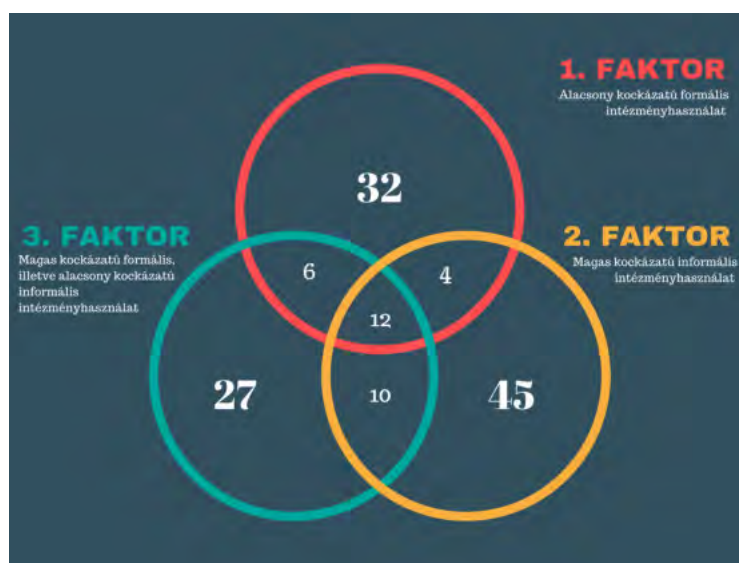 1. FAKTOR
Alacsony kockázatú formális
intézményhasználat
32
3. FAKTOR
Magas kockázatú formális,
illetve alacsony kockázatú
informális
intézményhasználat
2. FAKTOR
Magas kockázatú informális
intézményhasználat
6
4
12
27
10
45